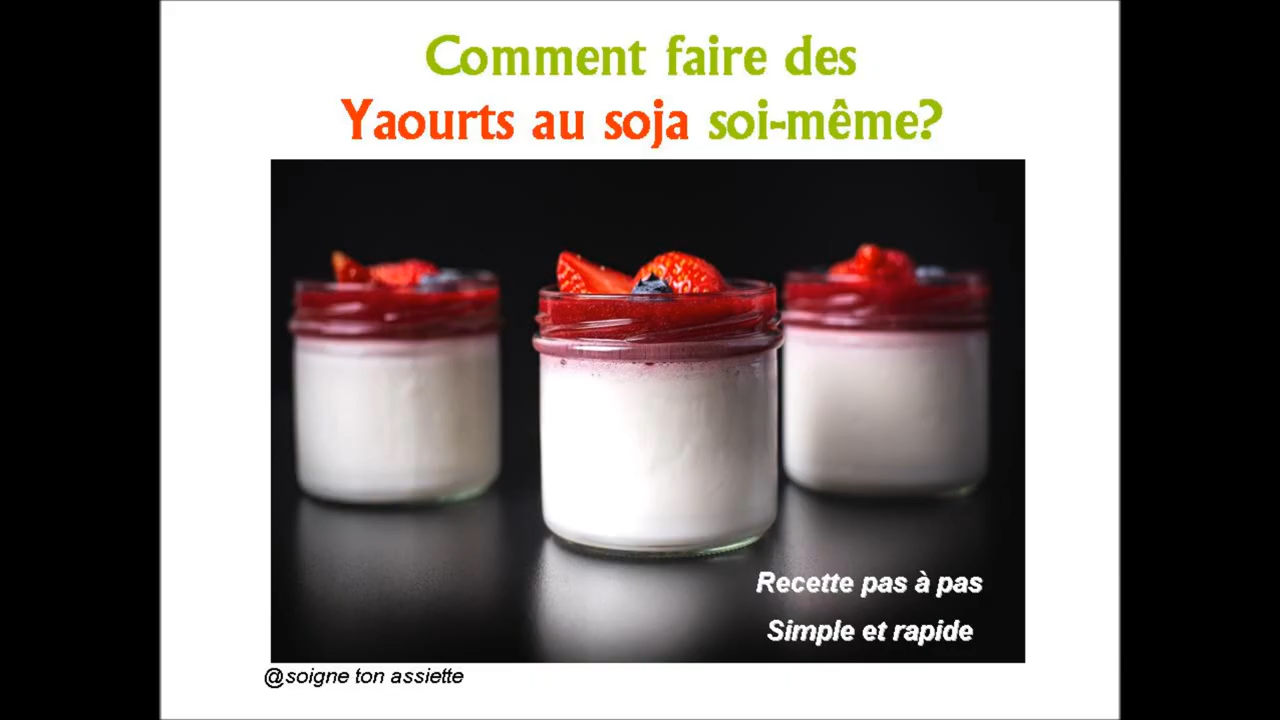 Comment faire des
Yaourts au soja soi-même?
Recette pas à pas
Simple et rapide
@soigne ton assiette